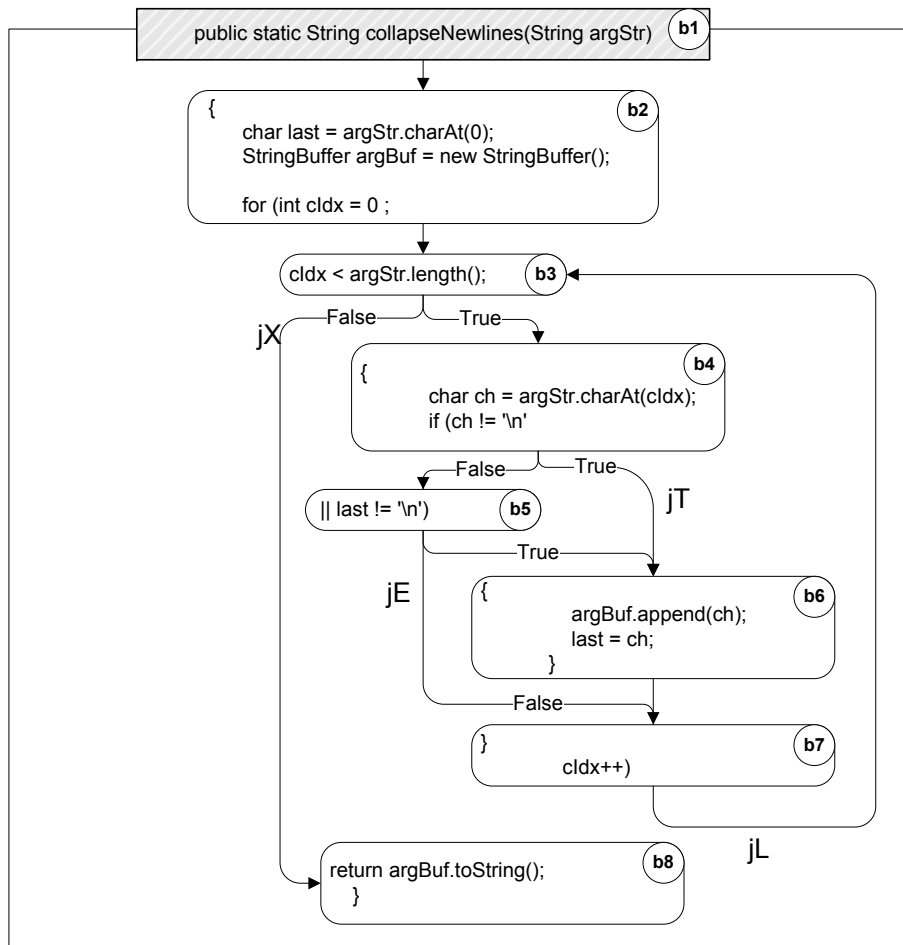 public static String collapseNewlines(String argStr)
b1
{
b2
char last = argStr.charAt(0);
StringBuffer argBuf = new StringBuffer();
for (int cIdx = 0 ;
cIdx < argStr.length();
b3
jX
False
True
{
b4
char ch = argStr.charAt(cIdx);
if (ch != '\n'
False
True
|| last != '\n')
b5
jT
True
jE
{
b6
argBuf.append(ch);
last = ch;
}
False
}
b7
cIdx++)
jL
return argBuf.toString();
b8
}